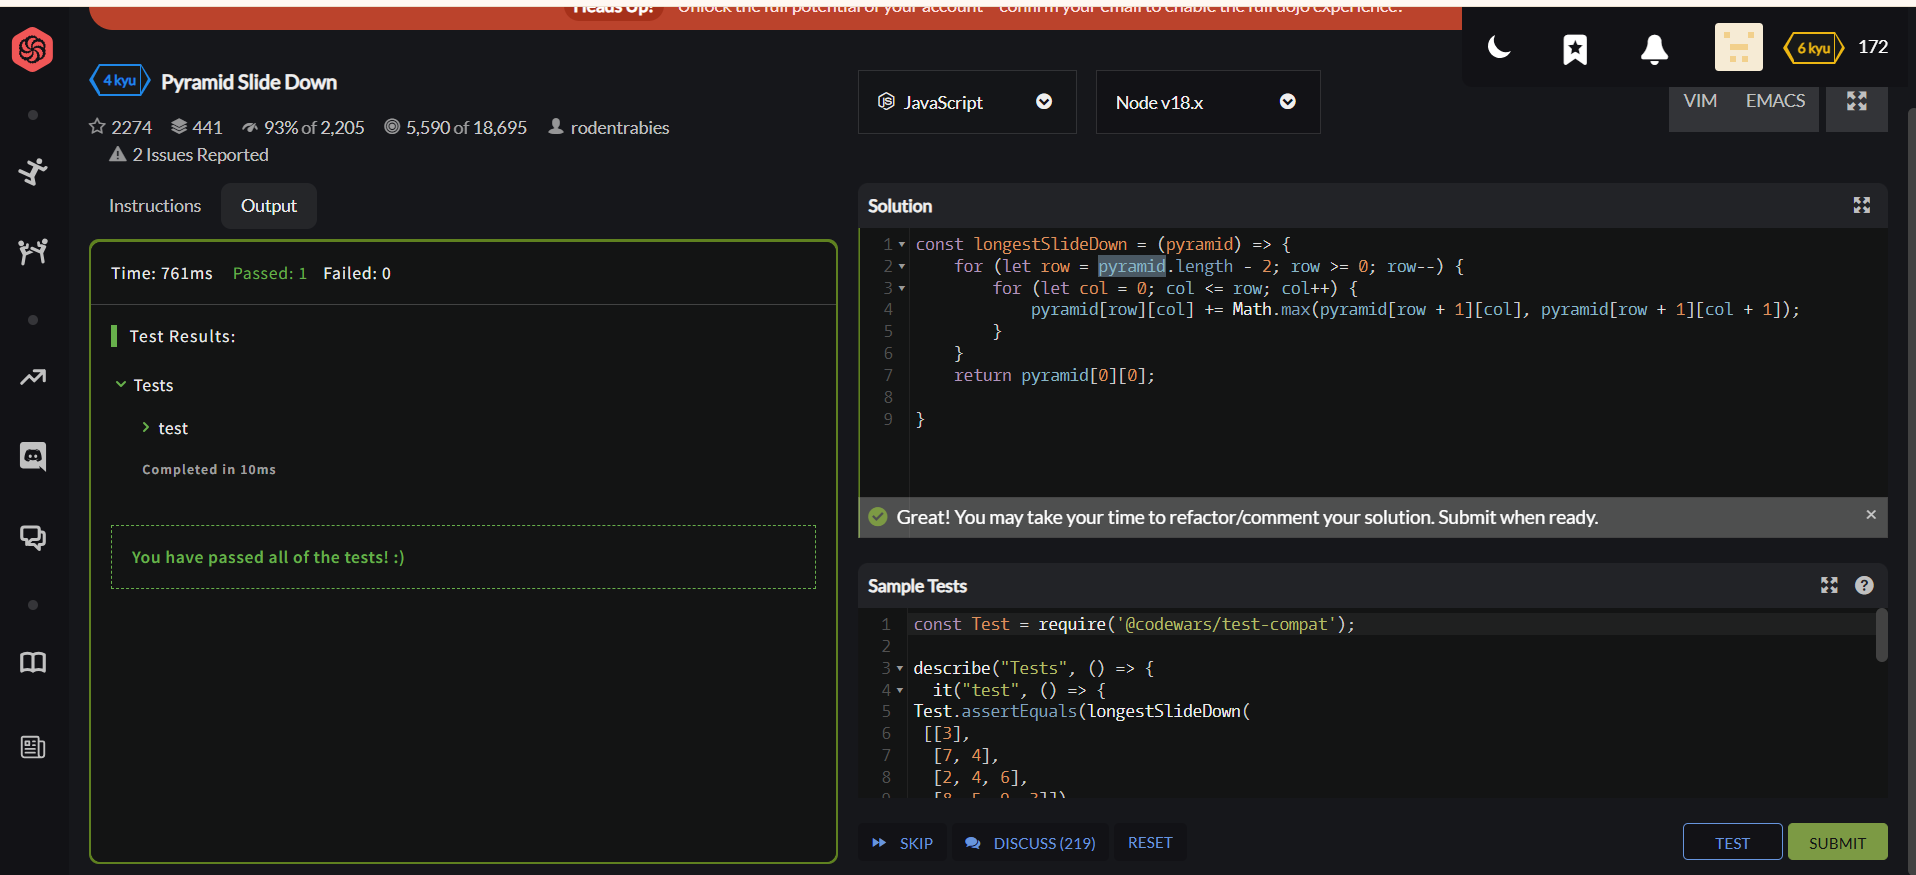 Heads Up! Unlock the full potential of your account - confirm your email to enable the full dojo experience.
6 kyu 172
4 kyu Pyramid Slide Down
JavaScript
Node v18.x
VIM EMACS
2274 441 93% of 2,205 5,590 of 18,695 rodentrabies
2 Issues Reported
Instructions Output
Time: 761ms Passed: 1 Failed: 0
Test Results:
Tests
test
Completed in 10ms
You have passed all of the tests! :)
Solution
1 const longestSlideDown = (pyramid) => {
2 for (let row = pyramid.length - 2; row >= 0; row--) {
3 for (let col = 0; col <= row; col++) {
4 pyramid[row][col] += Math.max(pyramid[row + 1][col], pyramid[row + 1][col + 1]);
5 }
6 }
7 return pyramid[0][0];
8
9 }
Great! You may take your time to refactor/comment your solution. Submit when ready. ×
Sample Tests
1 const Test = require('@codewars/test-compat');
2
3 describe("Tests", () => {
4 it("test", () => {
5 Test.assertEquals(longestSlideDown(
6 [[3],
7 [7, 4],
8 [2, 4, 6],
9 [8, 5, 9, 3]])
SKIP DISCUSS (219) RESET
TEST SUBMIT